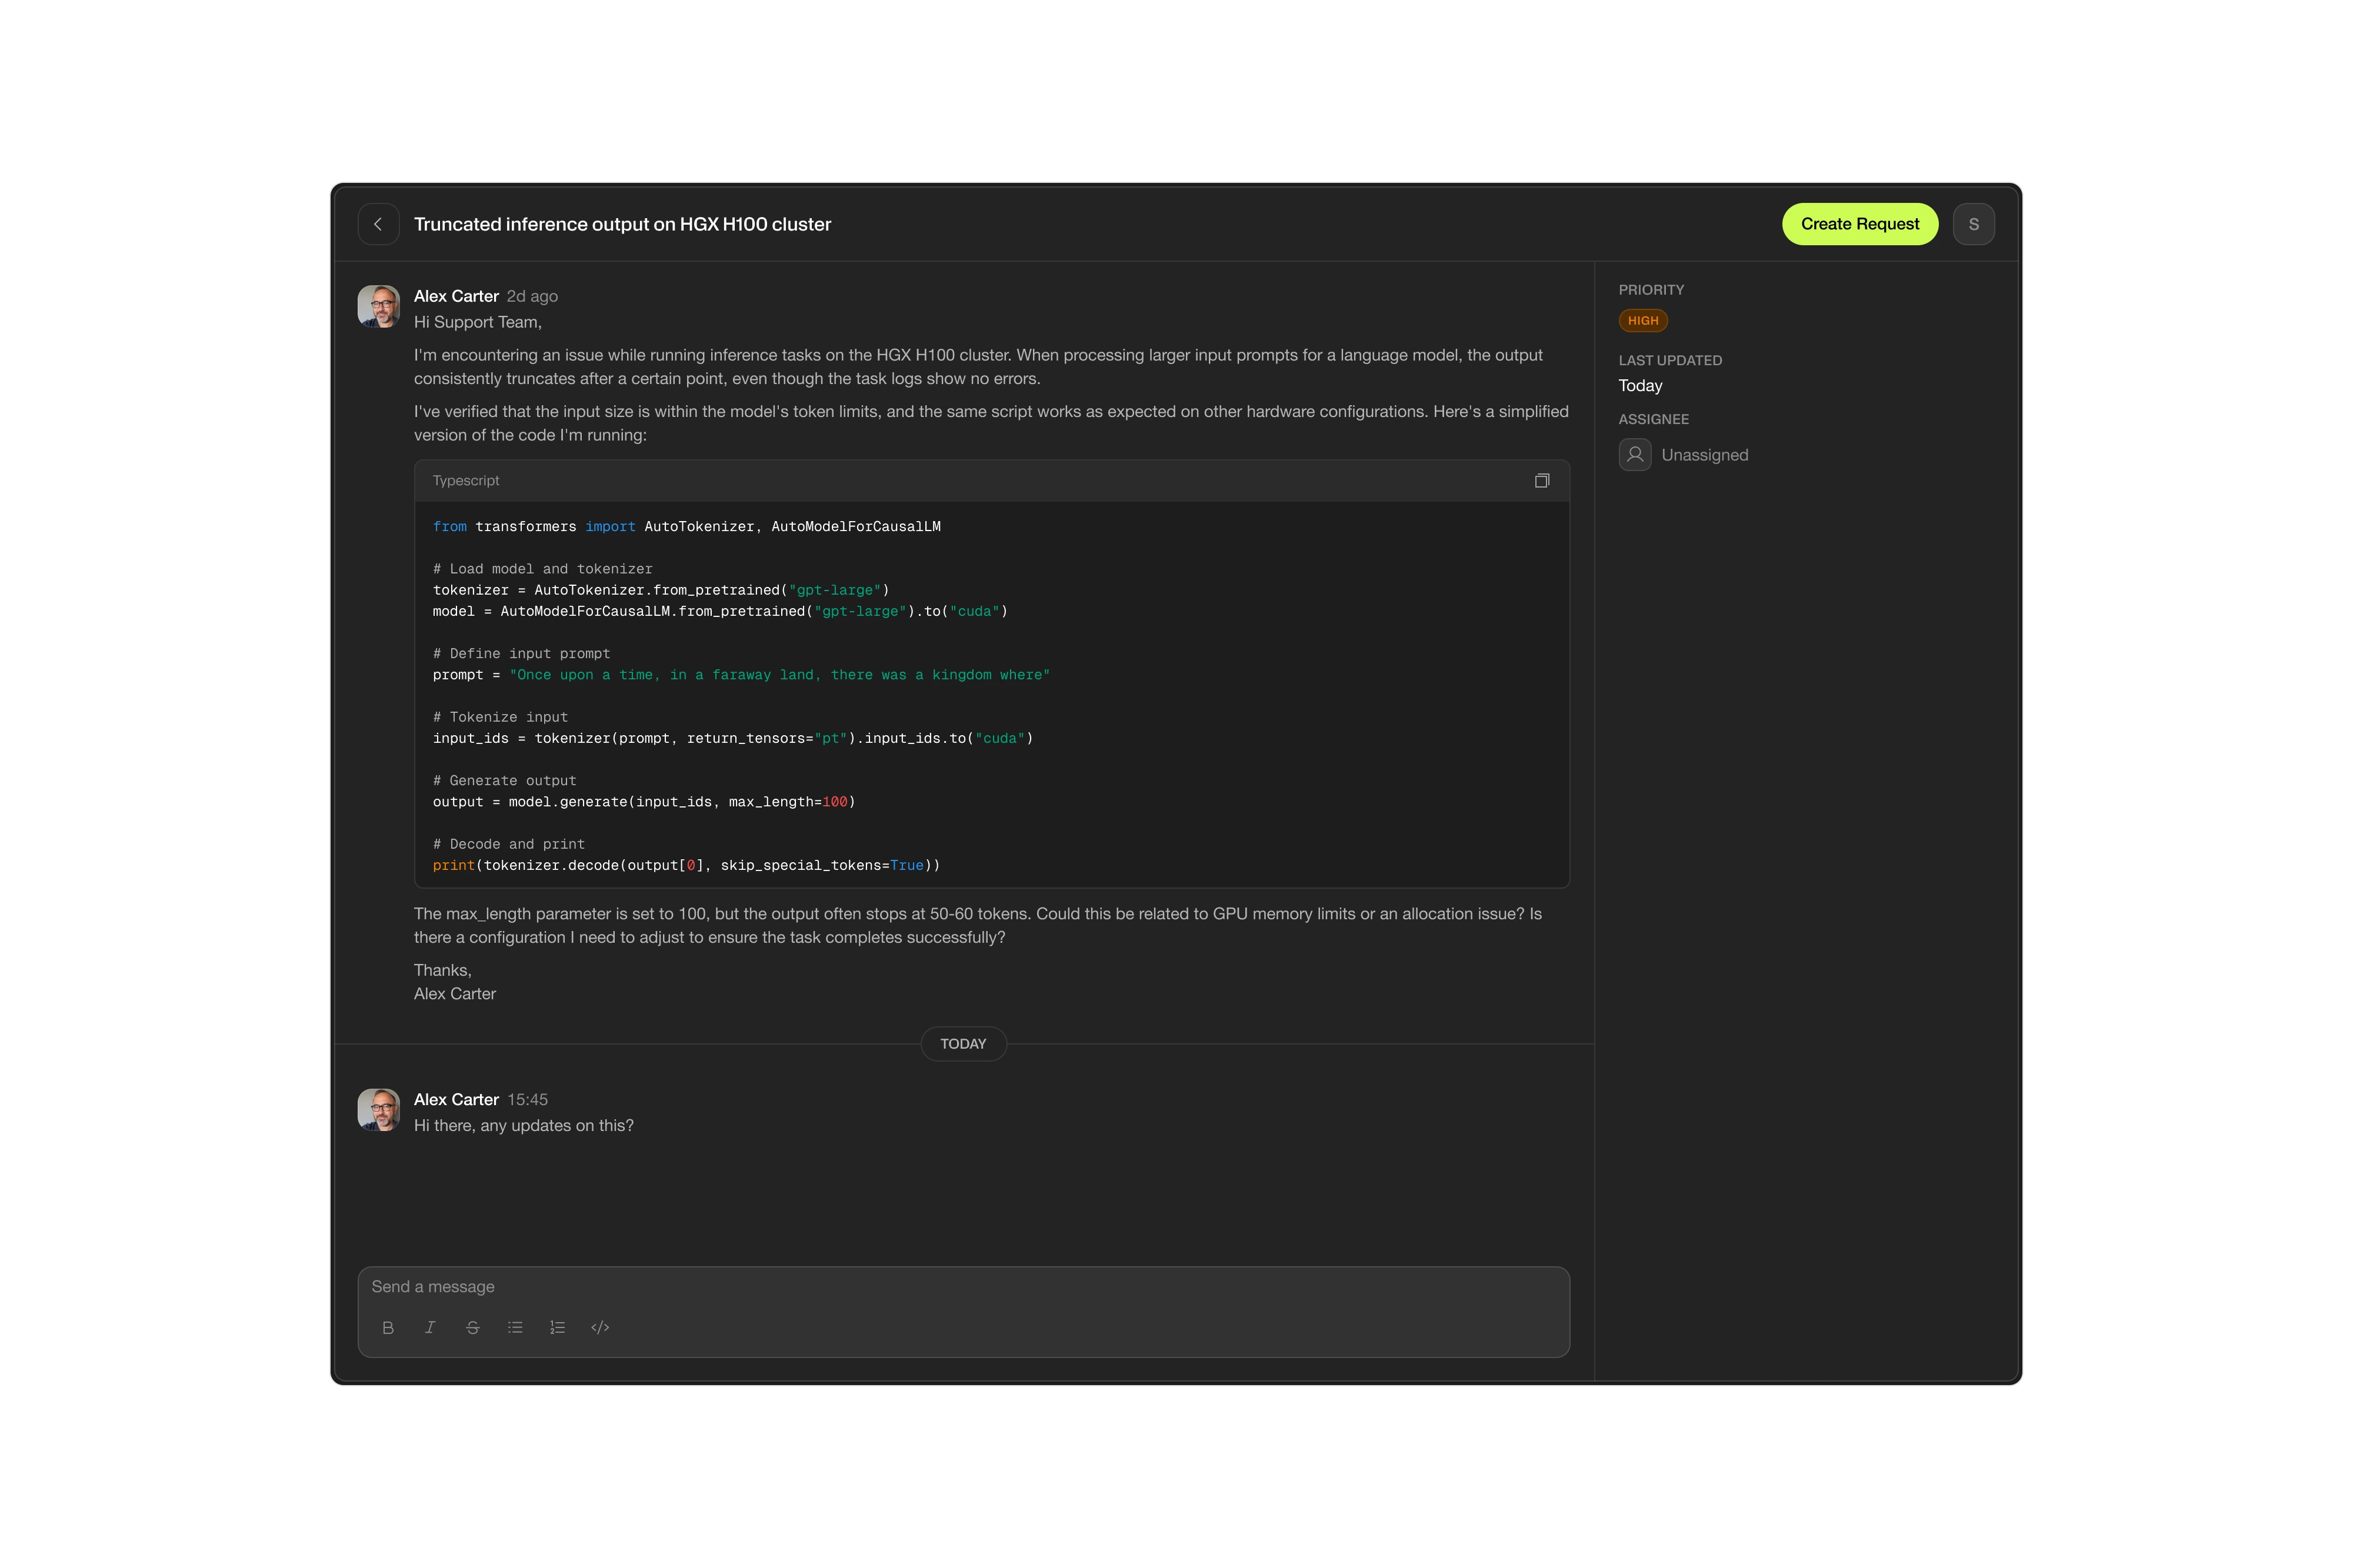 Truncated inference output on HGX H100 cluster
Create Request
S
Alex Carter 2d ago
Hi Support Team,
I'm encountering an issue while running inference tasks on the HGX H100 cluster. When processing larger input prompts for a language model, the output
consistently truncates after a certain point, even though the task logs show no errors.
I've verified that the input size is within the model's token limits, and the same script works as expected on other hardware configurations. Here's a simplified
version of the code I'm running:
Typescript
from transformers import AutoTokenizer, AutoModelForCausalLM
# Load model and tokenizer
tokenizer = AutoTokenizer.from_pretrained("gpt-large")
model = AutoModelForCausalLM.from_pretrained("gpt-large").to("cuda")
# Define input prompt
prompt = "Once upon a time, in a faraway land, there was a kingdom where"
# Tokenize input
input_ids = tokenizer(prompt, return_tensors="pt").input_ids.to("cuda")
# Generate output
output = model.generate(input_ids, max_length=100)
# Decode and print
print(tokenizer.decode(output[0], skip_special_tokens=True))
The max_length parameter is set to 100, but the output often stops at 50-60 tokens. Could this be related to GPU memory limits or an allocation issue? Is
there a configuration I need to adjust to ensure the task completes successfully?
Thanks,
Alex Carter
TODAY
Alex Carter 15:45
Hi there, any updates on this?
Send a message
PRIORITY
HIGH
LAST UPDATED
Today
ASSIGNEE
Unassigned